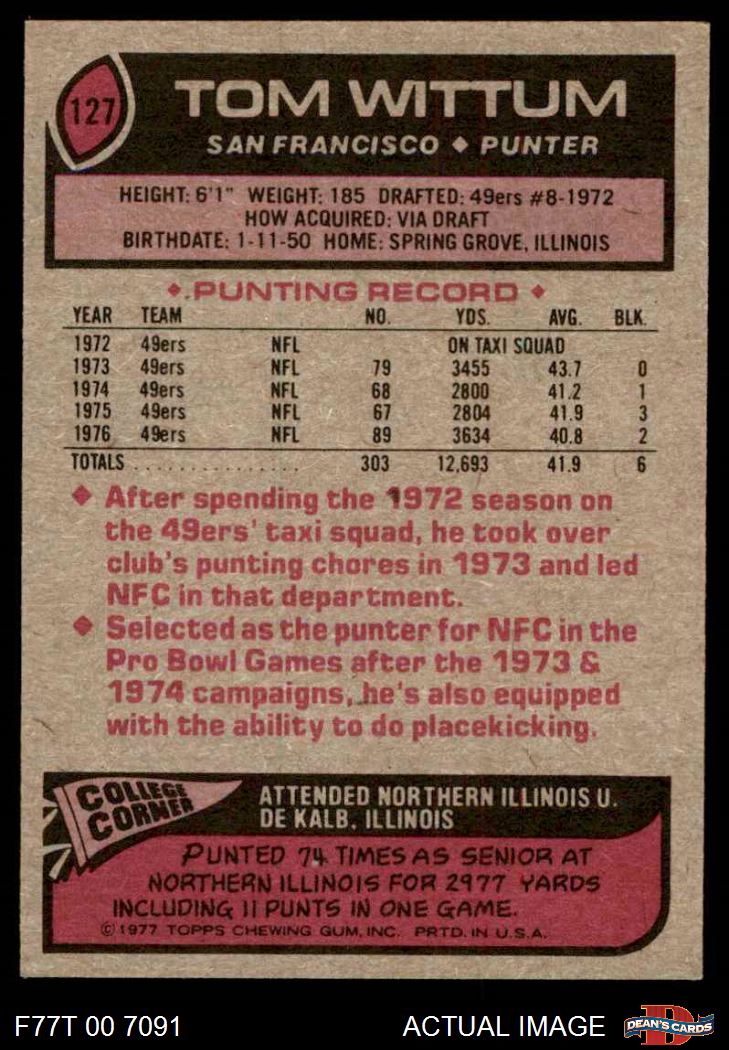 127
TOM WITTUM
SAN FRANCISCO ♦ PUNTER
HEIGHT: 6'1" WEIGHT: 185 DRAFTED: 49ers #8-1972
HOW ACQUIRED: VIA DRAFT
BIRTHDATE: 1-11-50 HOME: SPRING GROVE, ILLINOIS
♦ PUNTING RECORD ♦
YEAR TEAM NO. YDS. AVG. BLK.
1972 49ers NFL ON TAXI SQUAD
1973 49ers NFL 79 3455 43.7 0
1974 49ers NFL 68 2800 41.2 1
1975 49ers NFL 67 2804 41.9 3
1976 49ers NFL 89 3634 40.8 2
TOTALS ................ 303 12,693 41.9 6
♦ After spending the 1972 season on
the 49ers' taxi squad, he took over
club's punting chores in 1973 and led
NFC in that department.
♦ Selected as the punter for NFC in the
Pro Bowl Games after the 1973 &
1974 campaigns, he's also equipped
with the ability to do placekicking.
COLLEGE
CORNER
ATTENDED NORTHERN ILLINOIS U.
DE KALB, ILLINOIS
PUNTED 74 TIMES AS SENIOR AT
NORTHERN ILLINOIS FOR 2977 YARDS
INCLUDING 11 PUNTS IN ONE GAME.
©1977 TOPPS CHEWING GUM, INC. PRTD. IN U.S.A.
F77T 00 7091 ACTUAL IMAGE
D
DEAN'S CARDS